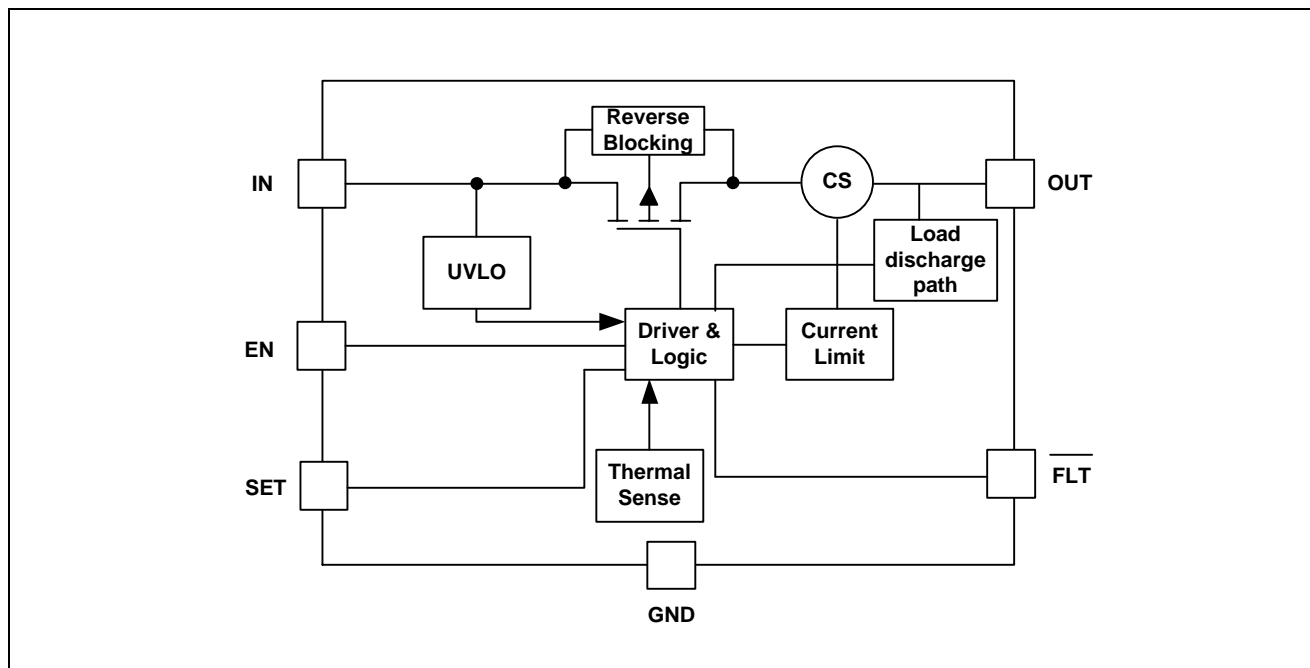 Reverse
Blocking
IN
CS
OUT
UVLO
Load
discharge
path
EN
Driver &
Logic
Current
Limit
SET
Thermal
Sense
FLT
GND